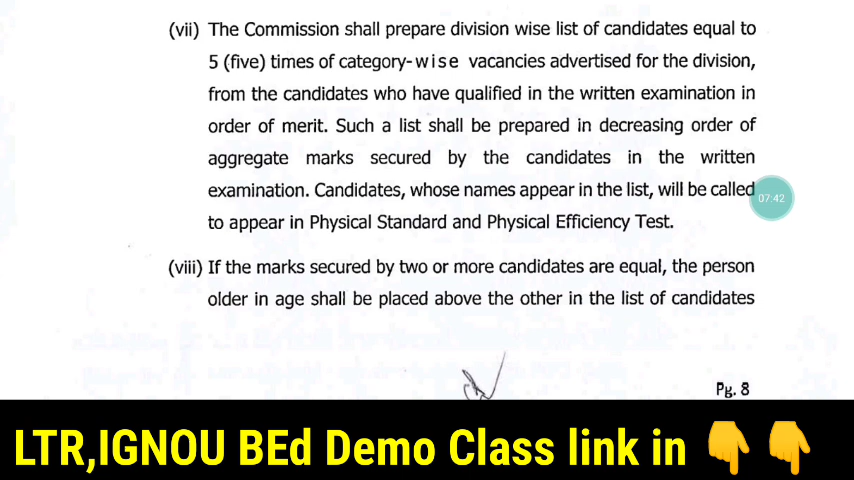 (vii) The Commission shall prepare division wise list of candidates equal to
5 (five) times of category-wise vacancies advertised for the division,
from the candidates who have qualified in the written examination in
order of merit. Such a list shall be prepared in decreasing order of
aggregate marks secured by the candidates in the written
examination. Candidates, whose names appear in the list, will be called
07:42
to appear in Physical Standard and Physical Efficiency Test.
(viii) If the marks secured by two or more candidates are equal, the person
older in age shall be placed above the other in the list of candidates
Pg. 8
LTR,IGNOU BEd Demo Class link in 👇 👇